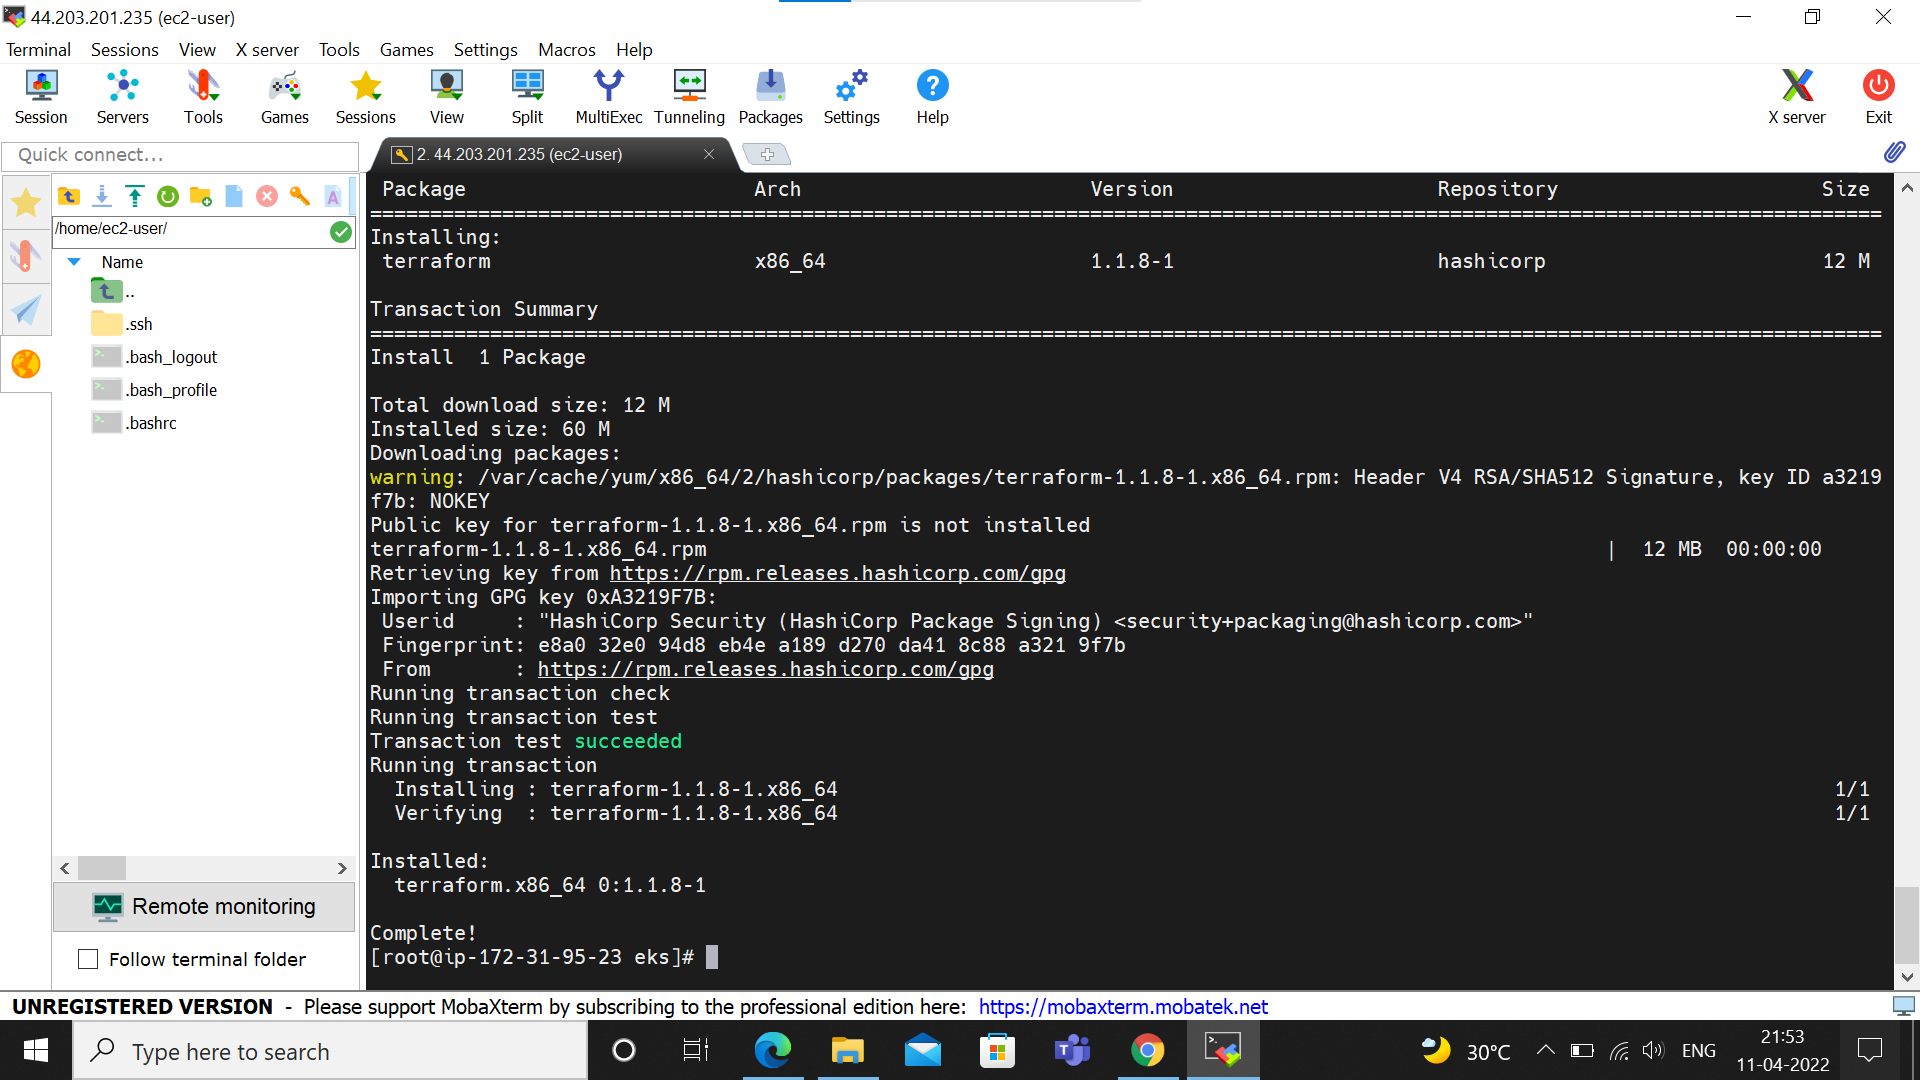 44.203.201.235 (ec2-user)
Terminal Sessions View X server Tools Games Settings Macros Help
Session Servers Tools Games Sessions View Split MultiExec Tunneling Packages Settings Help X server Exit
Quick connect...
2. 44.203.201.235 (ec2-user)
/home/ec2-user/
Name
..
.ssh
.bash_logout
.bash_profile
.bashrc
Remote monitoring
Follow terminal folder
Package Arch Version Repository Size
================================================================================
Installing:
terraform x86_64 1.1.8-1 hashicorp 12 M
Transaction Summary
================================================================================
Install 1 Package
Total download size: 12 M
Installed size: 60 M
Downloading packages:
warning: /var/cache/yum/x86_64/2/hashicorp/packages/terraform-1.1.8-1.x86_64.rpm: Header V4 RSA/SHA512 Signature, key ID a3219
f7b: NOKEY
Public key for terraform-1.1.8-1.x86_64.rpm is not installed
terraform-1.1.8-1.x86_64.rpm | 12 MB 00:00:00
Retrieving key from https://rpm.releases.hashicorp.com/gpg
Importing GPG key 0xA3219F7B:
Userid : "HashiCorp Security (HashiCorp Package Signing) <security+packaging@hashicorp.com>"
Fingerprint: e8a0 32e0 94d8 eb4e a189 d270 da41 8c88 a321 9f7b
From : https://rpm.releases.hashicorp.com/gpg
Running transaction check
Running transaction test
Transaction test succeeded
Running transaction
Installing : terraform-1.1.8-1.x86_64 1/1
Verifying : terraform-1.1.8-1.x86_64 1/1
Installed:
terraform.x86_64 0:1.1.8-1
Complete!
[root@ip-172-31-95-23 eks]#
UNREGISTERED VERSION - Please support MobaXterm by subscribing to the professional edition here: https://mobaxterm.mobatek.net
Type here to search
30°C
ENG
21:53
11-04-2022